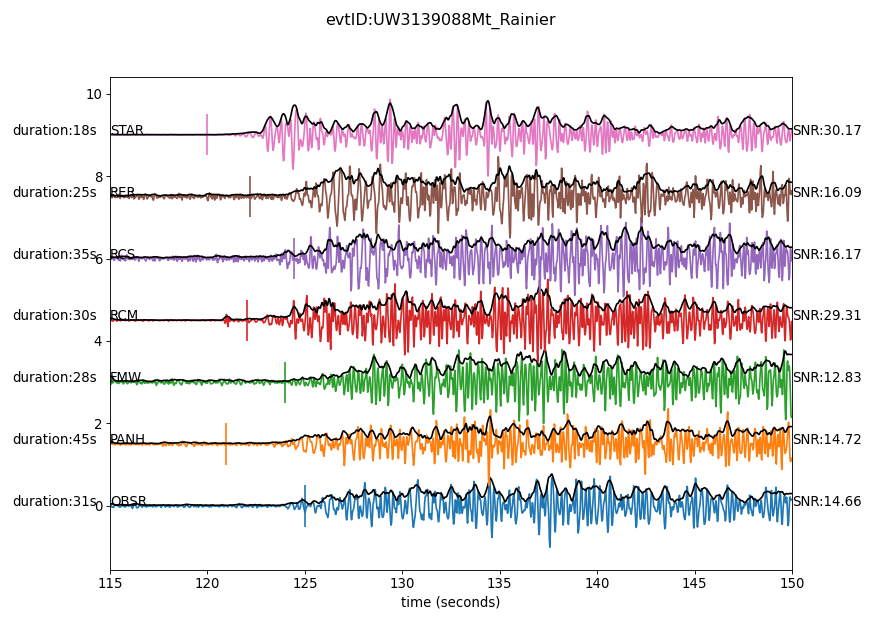 evtID:UW3139088Mt_Rainier
10
duration:18s STAR SNR:30.17
8
duration:25s RER SNR:16.09
duration:35s RCS SNR:16.17
6
duration:30s RCM SNR:29.31
4
duration:28s FMW SNR:12.83
2
duration:45s PANH SNR:14.72
duration:31s OBSR SNR:14.66
0
115 120 125 130 135 140 145 150
time (seconds)